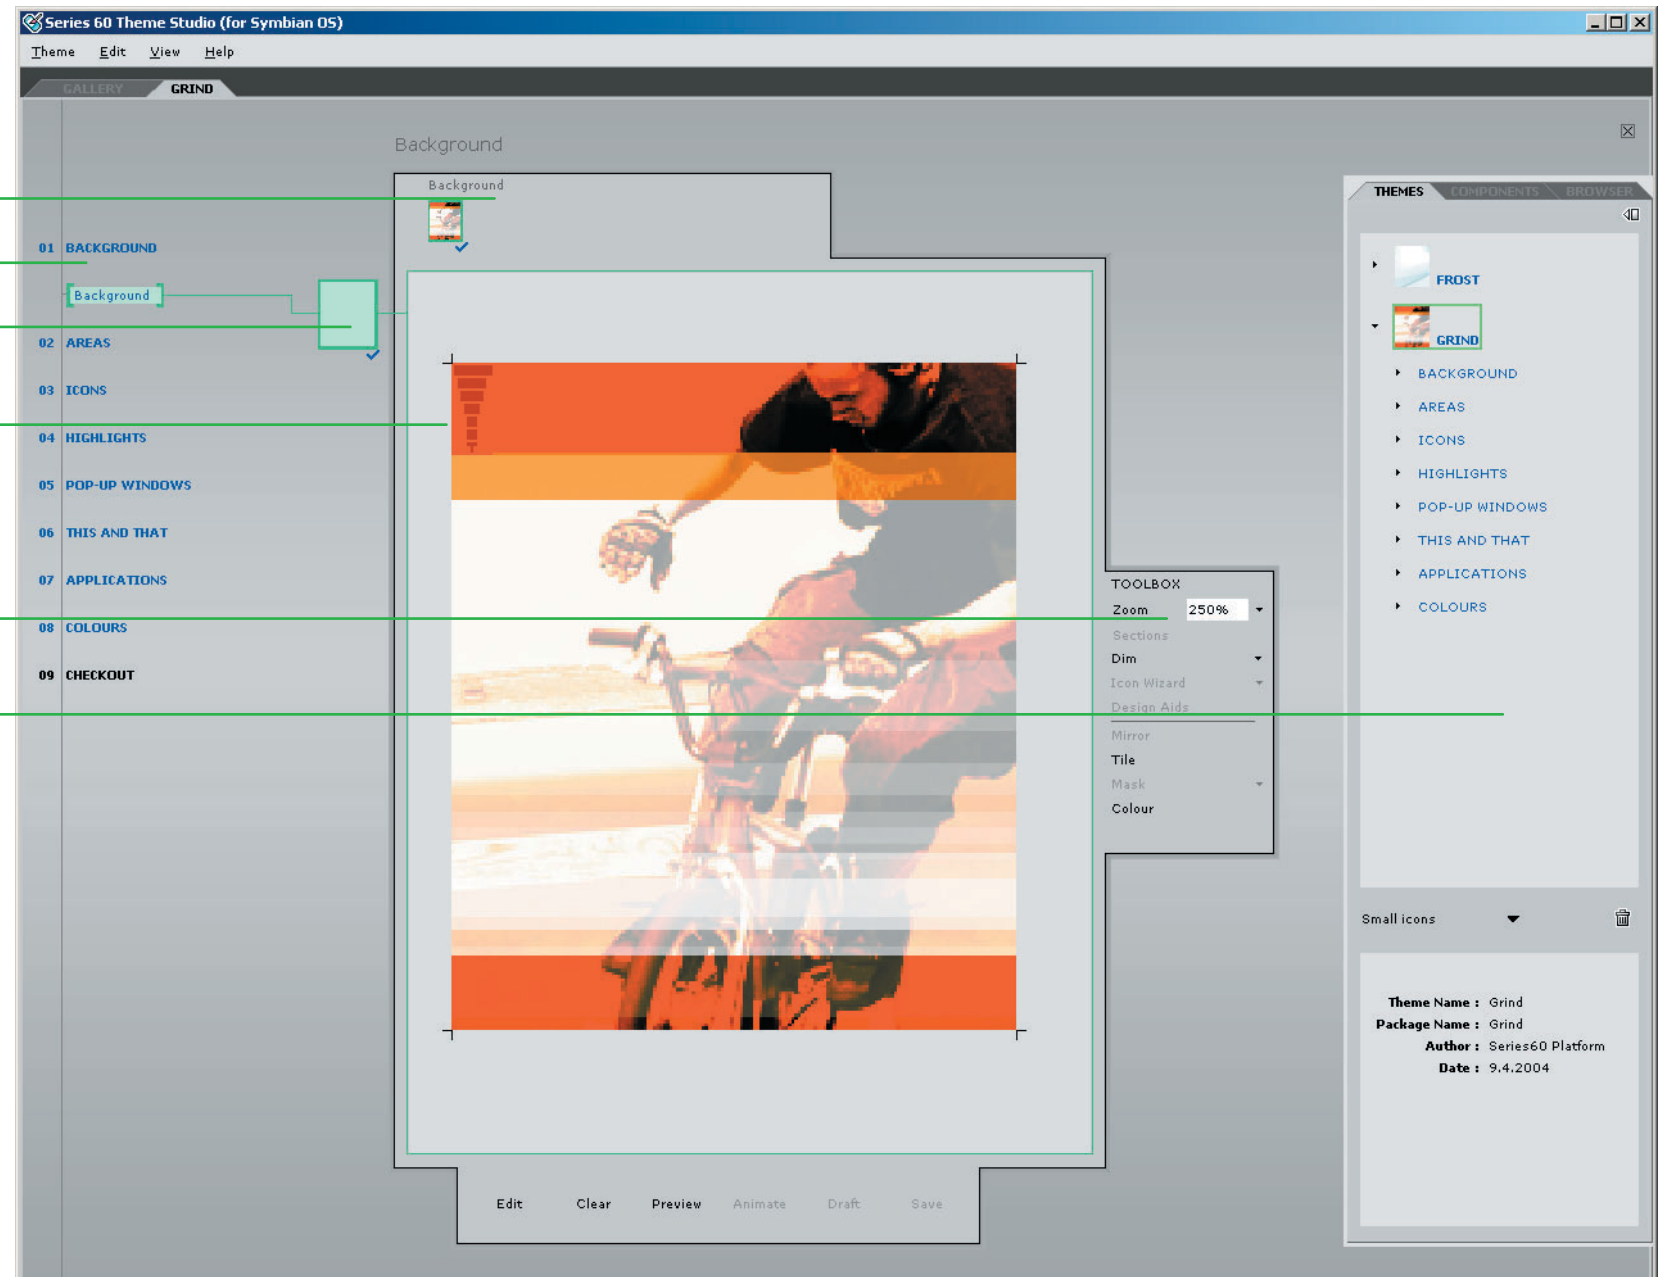 Series 60 Theme Studio (for Symbian OS)
Theme Edit View Help
GALLERY GRIND
Background
Background
01 BACKGROUND
Background
02 AREAS
03 ICONS
04 HIGHLIGHTS
05 POP-UP WINDOWS
06 THIS AND THAT
07 APPLICATIONS
08 COLOURS
09 CHECKOUT
TOOLBOX
Zoom 250%
Sections
Dim
Icon Wizard
Design Aids
Mirror
Tile
Mask
Colour
Edit Clear Preview Animate Draft Save
THEMES COMPONENTS BROWSER
FROST
GRIND
BACKGROUND
AREAS
ICONS
HIGHLIGHTS
POP-UP WINDOWS
THIS AND THAT
APPLICATIONS
COLOURS
Small icons
Theme Name : Grind
Package Name : Grind
Author : Series60 Platform
Date : 9.4.2004